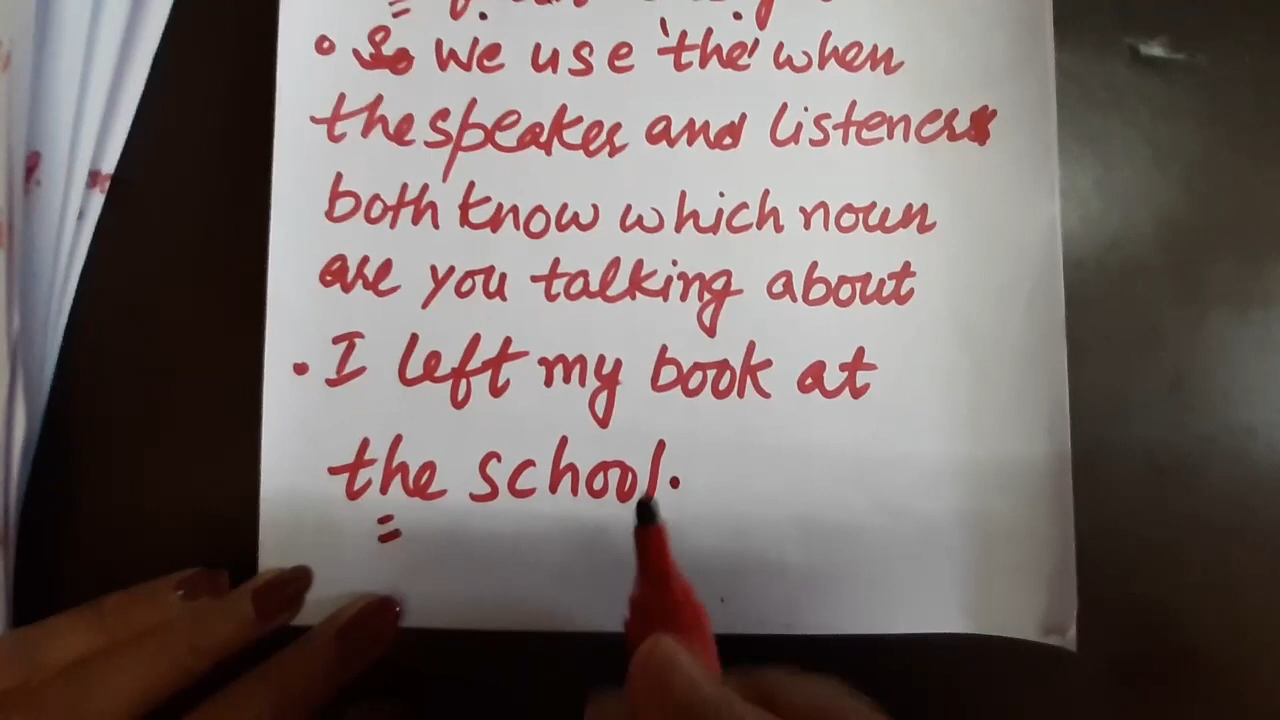 • So we use 'the' when
the speaker and listeners
both know which noun
are you talking about
• I left my book at
the school.